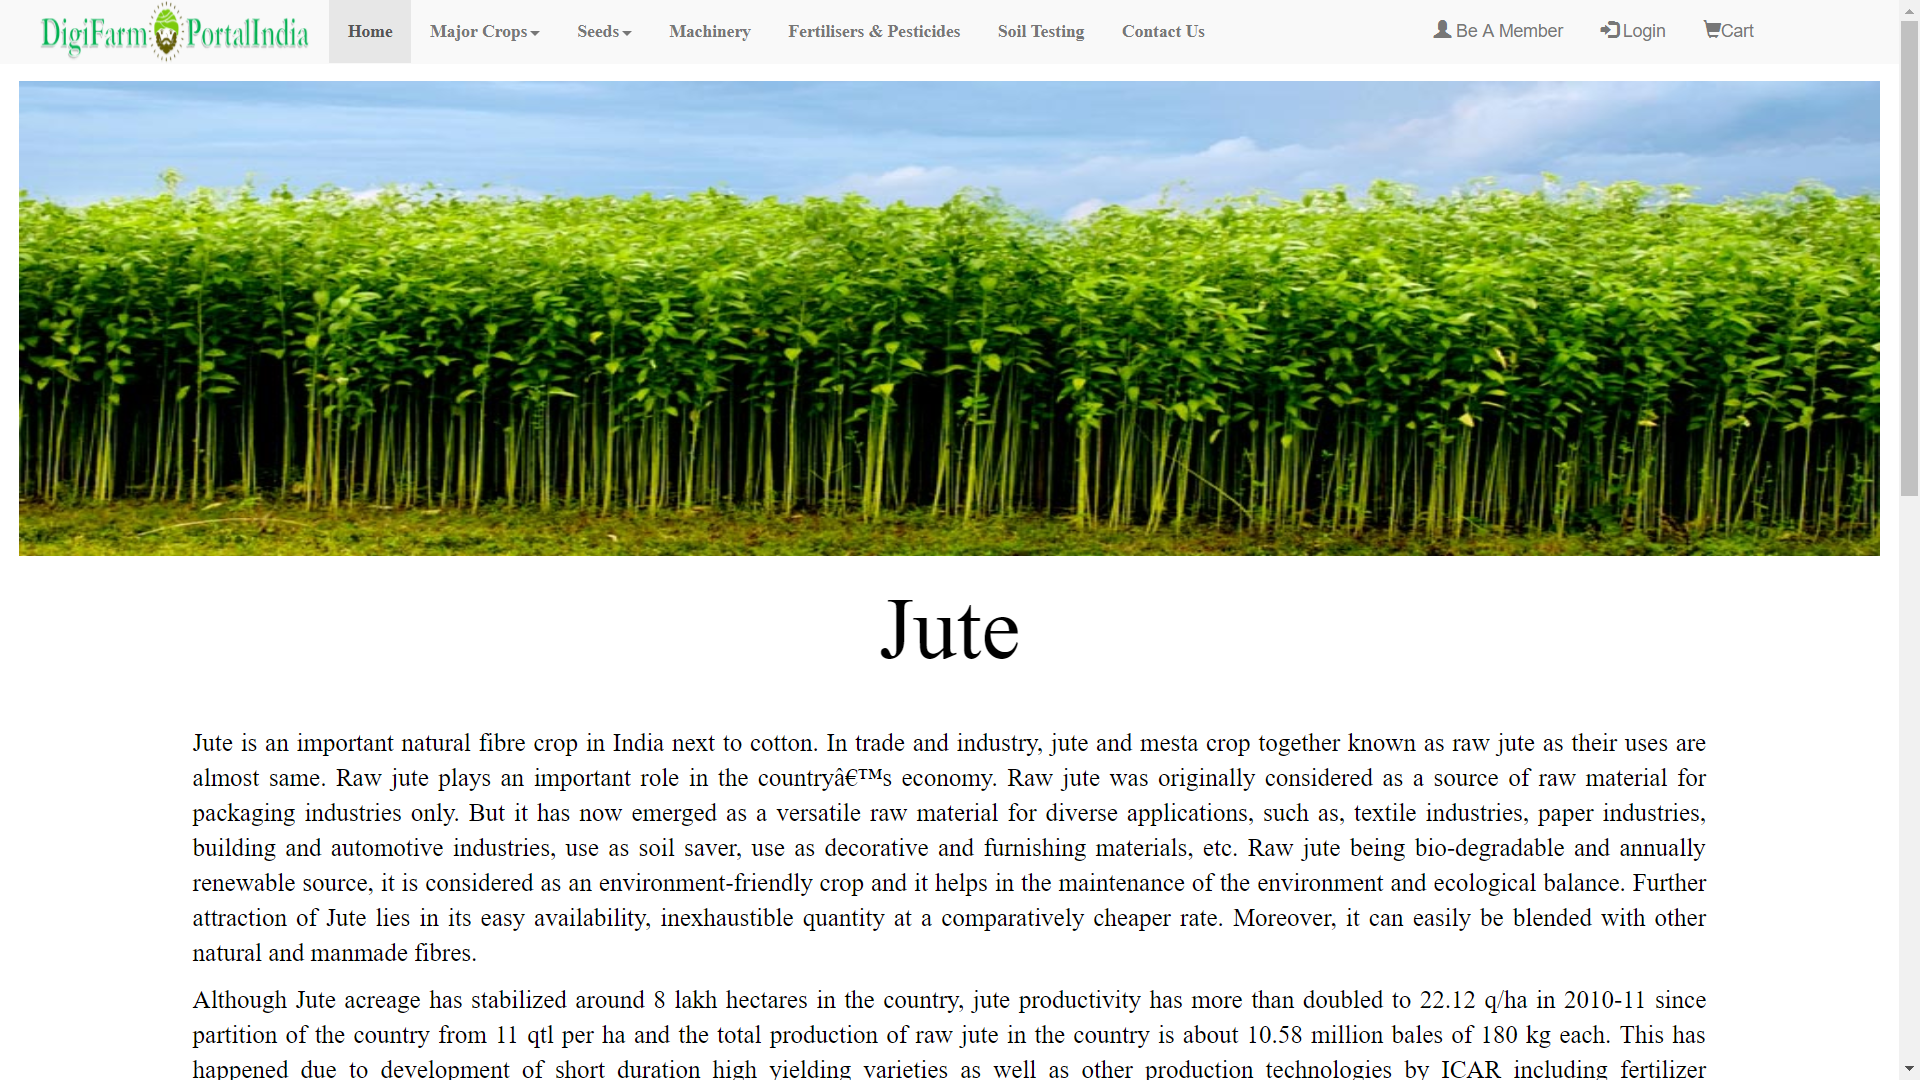 DigiFarm PortalIndia
Home Major Crops Seeds Machinery Fertilisers & Pesticides Soil Testing Contact Us Be A Member Login Cart
Jute
Jute is an important natural fibre crop in India next to cotton. In trade and industry, jute and mesta crop together known as raw jute as their uses are
almost same. Raw jute plays an important role in the countryâ€™s economy. Raw jute was originally considered as a source of raw material for
packaging industries only. But it has now emerged as a versatile raw material for diverse applications, such as, textile industries, paper industries,
building and automotive industries, use as soil saver, use as decorative and furnishing materials, etc. Raw jute being bio-degradable and annually
renewable source, it is considered as an environment-friendly crop and it helps in the maintenance of the environment and ecological balance. Further
attraction of Jute lies in its easy availability, inexhaustible quantity at a comparatively cheaper rate. Moreover, it can easily be blended with other
natural and manmade fibres.
Although Jute acreage has stabilized around 8 lakh hectares in the country, jute productivity has more than doubled to 22.12 q/ha in 2010-11 since
partition of the country from 11 qtl per ha and the total production of raw jute in the country is about 10.58 million bales of 180 kg each. This has
happened due to development of short duration high yielding varieties as well as other production technologies by ICAR including fertilizer